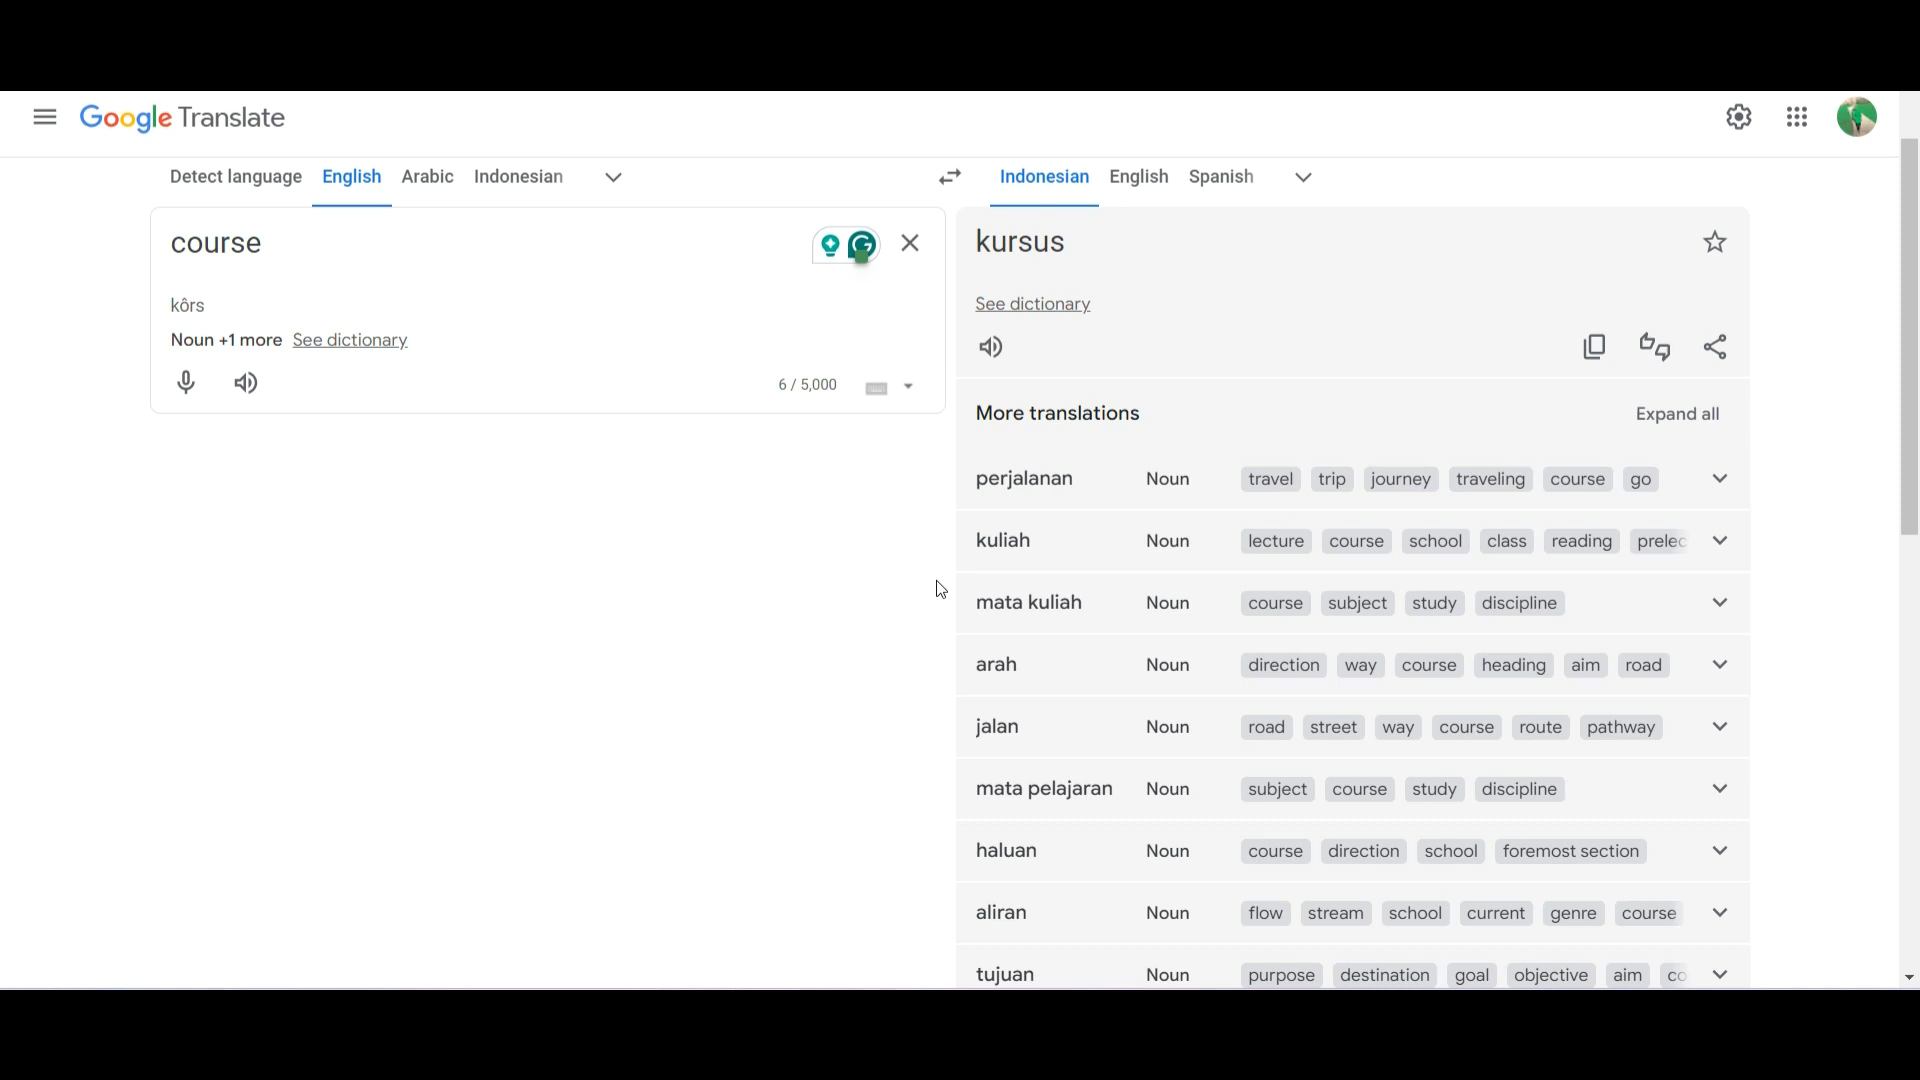 Google Translate
Detect language English Arabic Indonesian
Indonesian English Spanish
course
kôrs
Noun +1 more See dictionary
6 / 5,000
kursus
See dictionary
More translations Expand all
perjalanan Noun travel trip journey traveling course go
kuliah Noun lecture course school class reading prelec
mata kuliah Noun course subject study discipline
arah Noun direction way course heading aim road
jalan Noun road street way course route pathway
mata pelajaran Noun subject course study discipline
haluan Noun course direction school foremost section
aliran Noun flow stream school current genre course
tujuan Noun purpose destination goal objective aim co